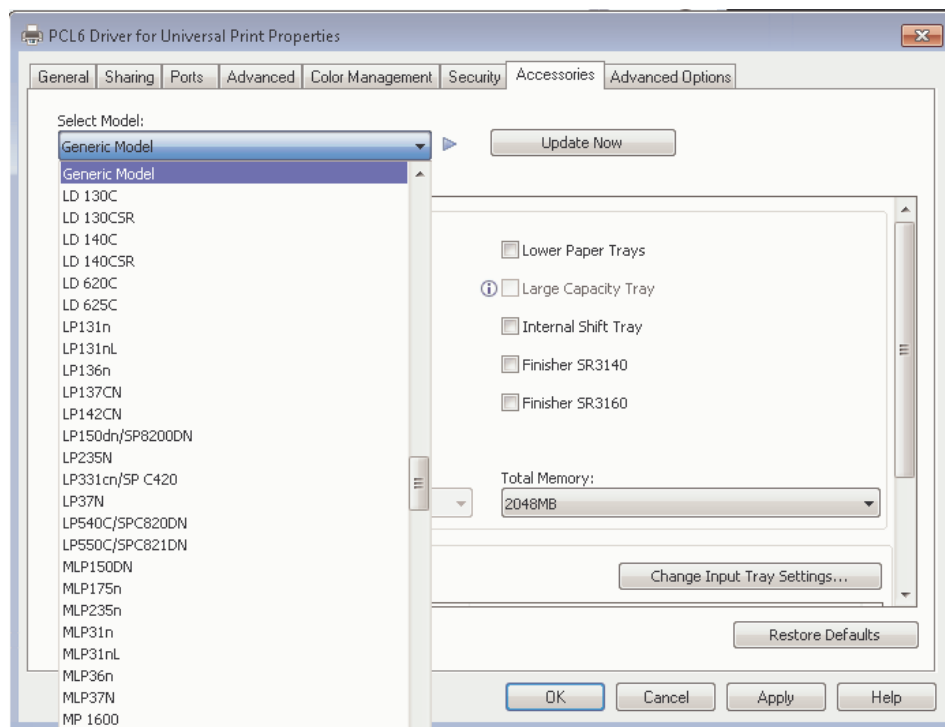 PCL6 Driver for Universal Print Properties
General Sharing Ports Advanced Color Management Security Accessories Advanced Options
Select Model:
Generic Model
Update Now
Generic Model
LD 130C
LD 130CSR
LD 140C
LD 140CSR
LD 620C
LD 625C
LP131n
LP131nL
LP136n
LP137CN
LP142CN
LP150dn/SP8200DN
LP235N
LP331cn/SP C420
LP37N
LP540C/SPC820DN
LP550C/SPC821DN
MLP150DN
MLP175n
MLP235n
MLP31n
MLP31nL
MLP36n
MLP37N
MP 1600
Lower Paper Trays
Large Capacity Tray
Internal Shift Tray
Finisher SR3140
Finisher SR3160
Total Memory:
2048MB
Change Input Tray Settings...
Restore Defaults
OK Cancel Apply Help